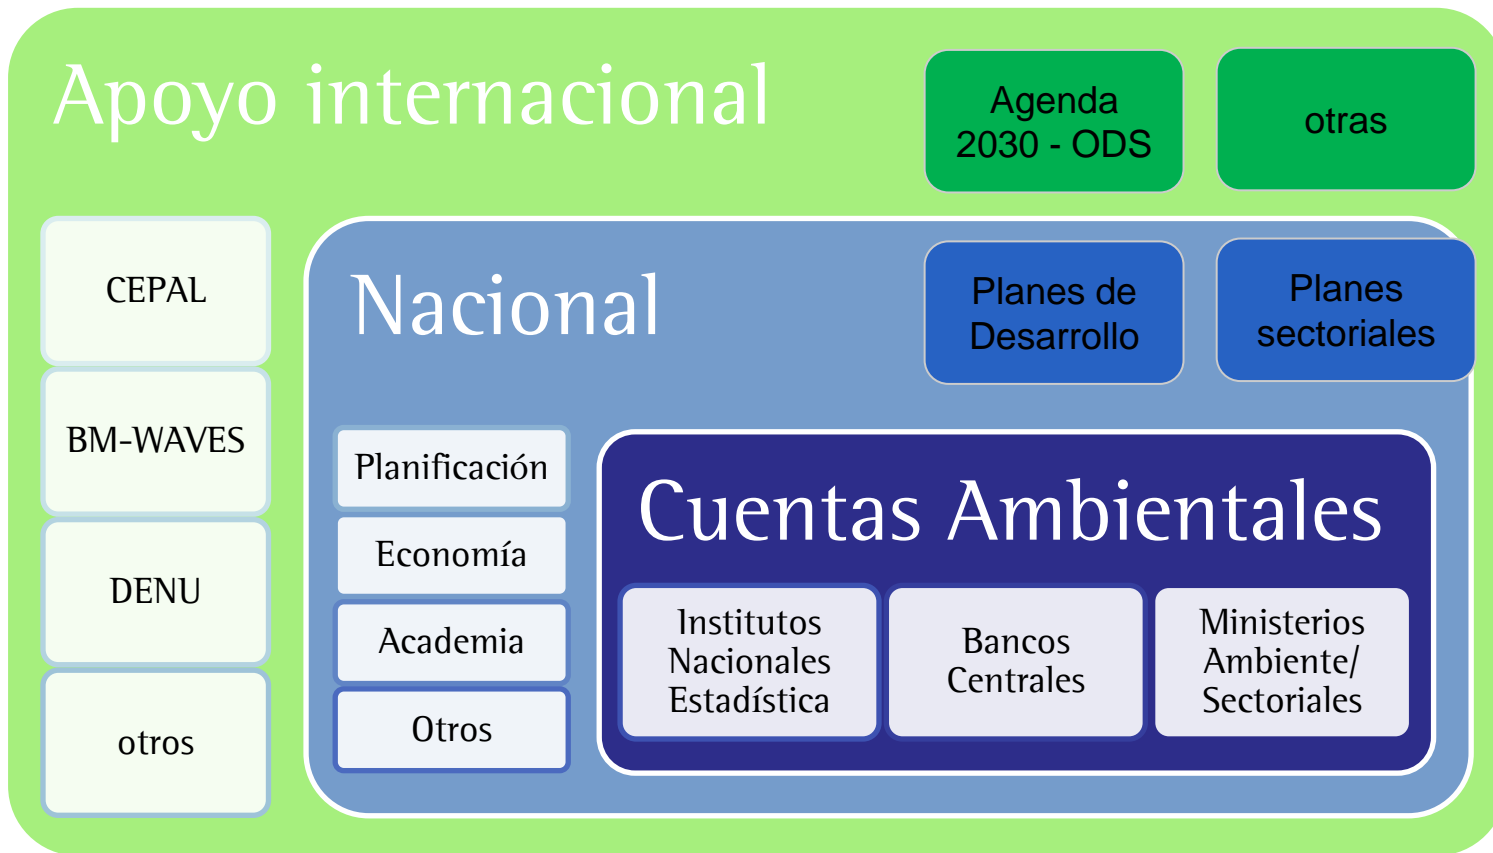 Apoyo internacional
Agenda
2030 - ODS
otras
CEPAL
BM-WAVES
DENU
otros
Nacional
Planes de
Desarrollo
Planes
sectoriales
Planificación
Economía
Academia
Otros
Cuentas Ambientales
Institutos
Nacionales
Estadística
Bancos
Centrales
Ministerios
Ambiente/
Sectoriales